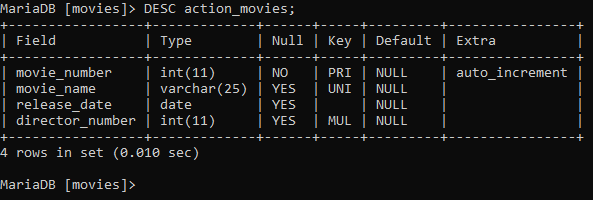 MariaDB [movies]> DESC action_movies;
+-----------------+-------------+------+-----+---------+----------------+
| Field           | Type        | Null | Key | Default | Extra          |
+-----------------+-------------+------+-----+---------+----------------+
| movie_number    | int(11)     | NO   | PRI | NULL    | auto_increment |
| movie_name      | varchar(25) | YES  | UNI | NULL    |                |
| release_date    | date        | YES  |     | NULL    |                |
| director_number | int(11)     | YES  | MUL | NULL    |                |
+-----------------+-------------+------+-----+---------+----------------+
4 rows in set (0.010 sec)
MariaDB [movies]>